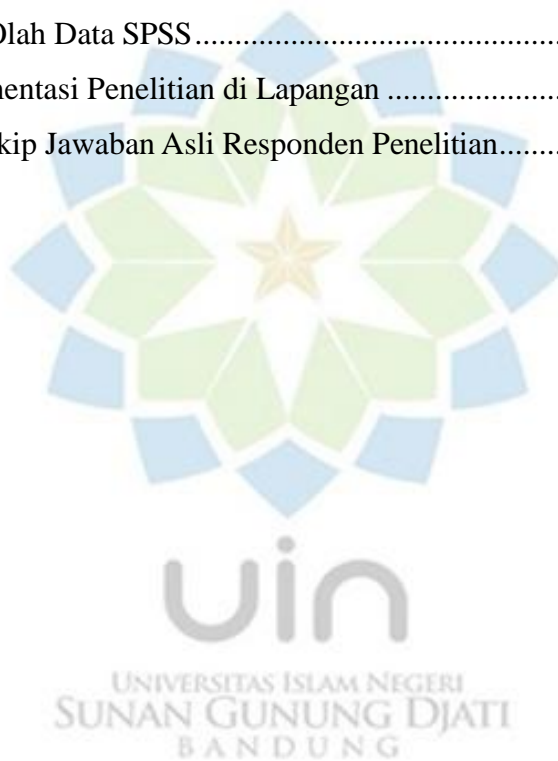 Olah Data SPSS....................................................
mentasi Penelitian di Lapangan ........................
kip Jawaban Asli Responden Penelitian........
uin
UNIVERSITAS ISLAM NEGERI
SUNAN GUNUNG DJATI
BANDUNG